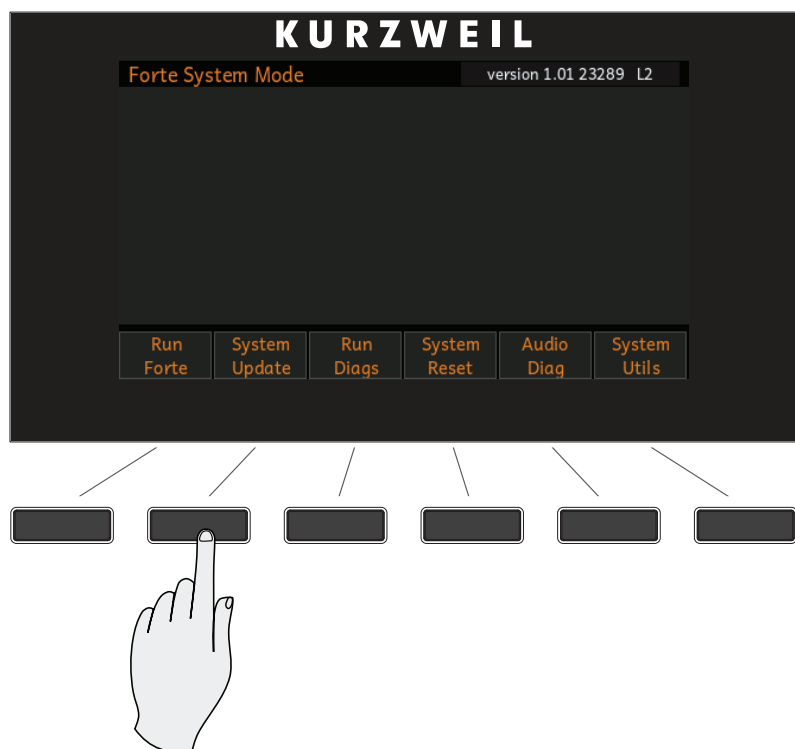 KURZWEIL
Forte System Mode version 1.01 23289 L2
Run System Run System Audio System
Forte Update Diags Reset Diag Utils